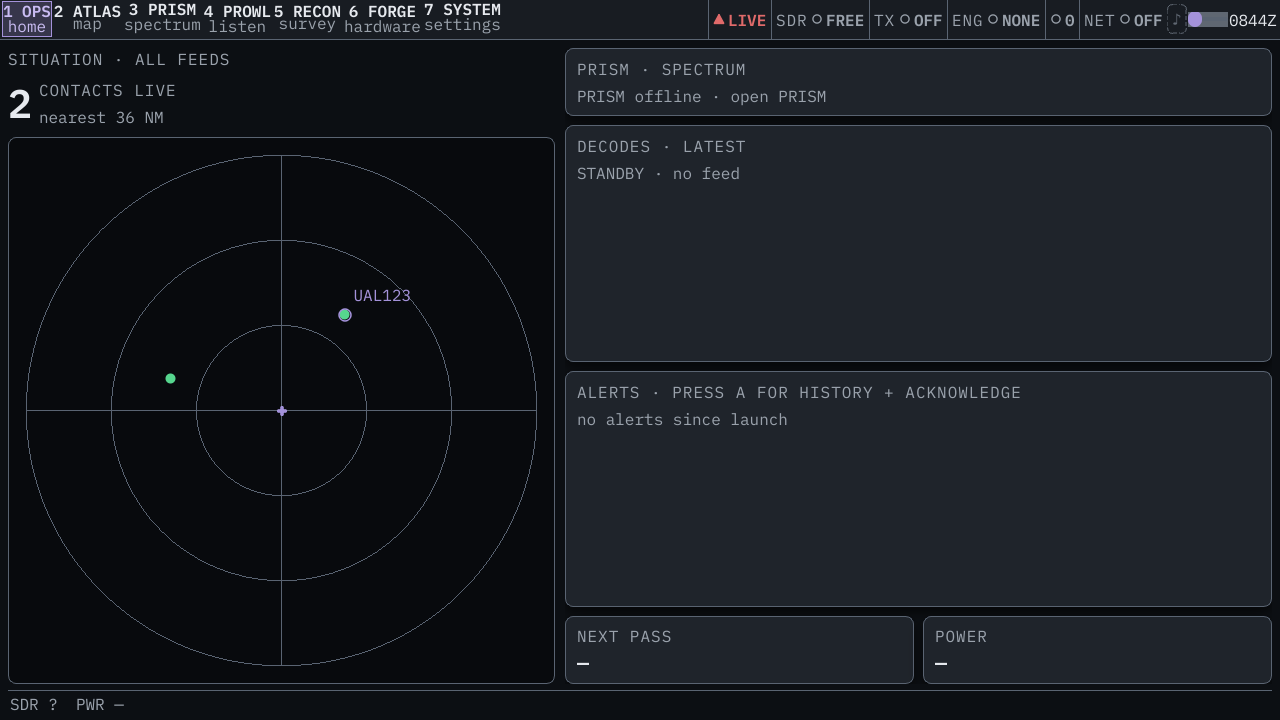 1 OPS 2 ATLAS 3 PRISM 4 PROWL 5 RECON 6 FORGE 7 SYSTEM
home map spectrum listen survey hardware settings
LIVE SDR FREE TX OFF ENG NONE 0 NET OFF ♪ 0844Z
SITUATION · ALL FEEDS
2 CONTACTS LIVE
nearest 36 NM
UAL123
PRISM · SPECTRUM
PRISM offline · open PRISM
DECODES · LATEST
STANDBY · no feed
ALERTS · PRESS A FOR HISTORY + ACKNOWLEDGE
no alerts since launch
NEXT PASS
—
POWER
—
SDR ? PWR —